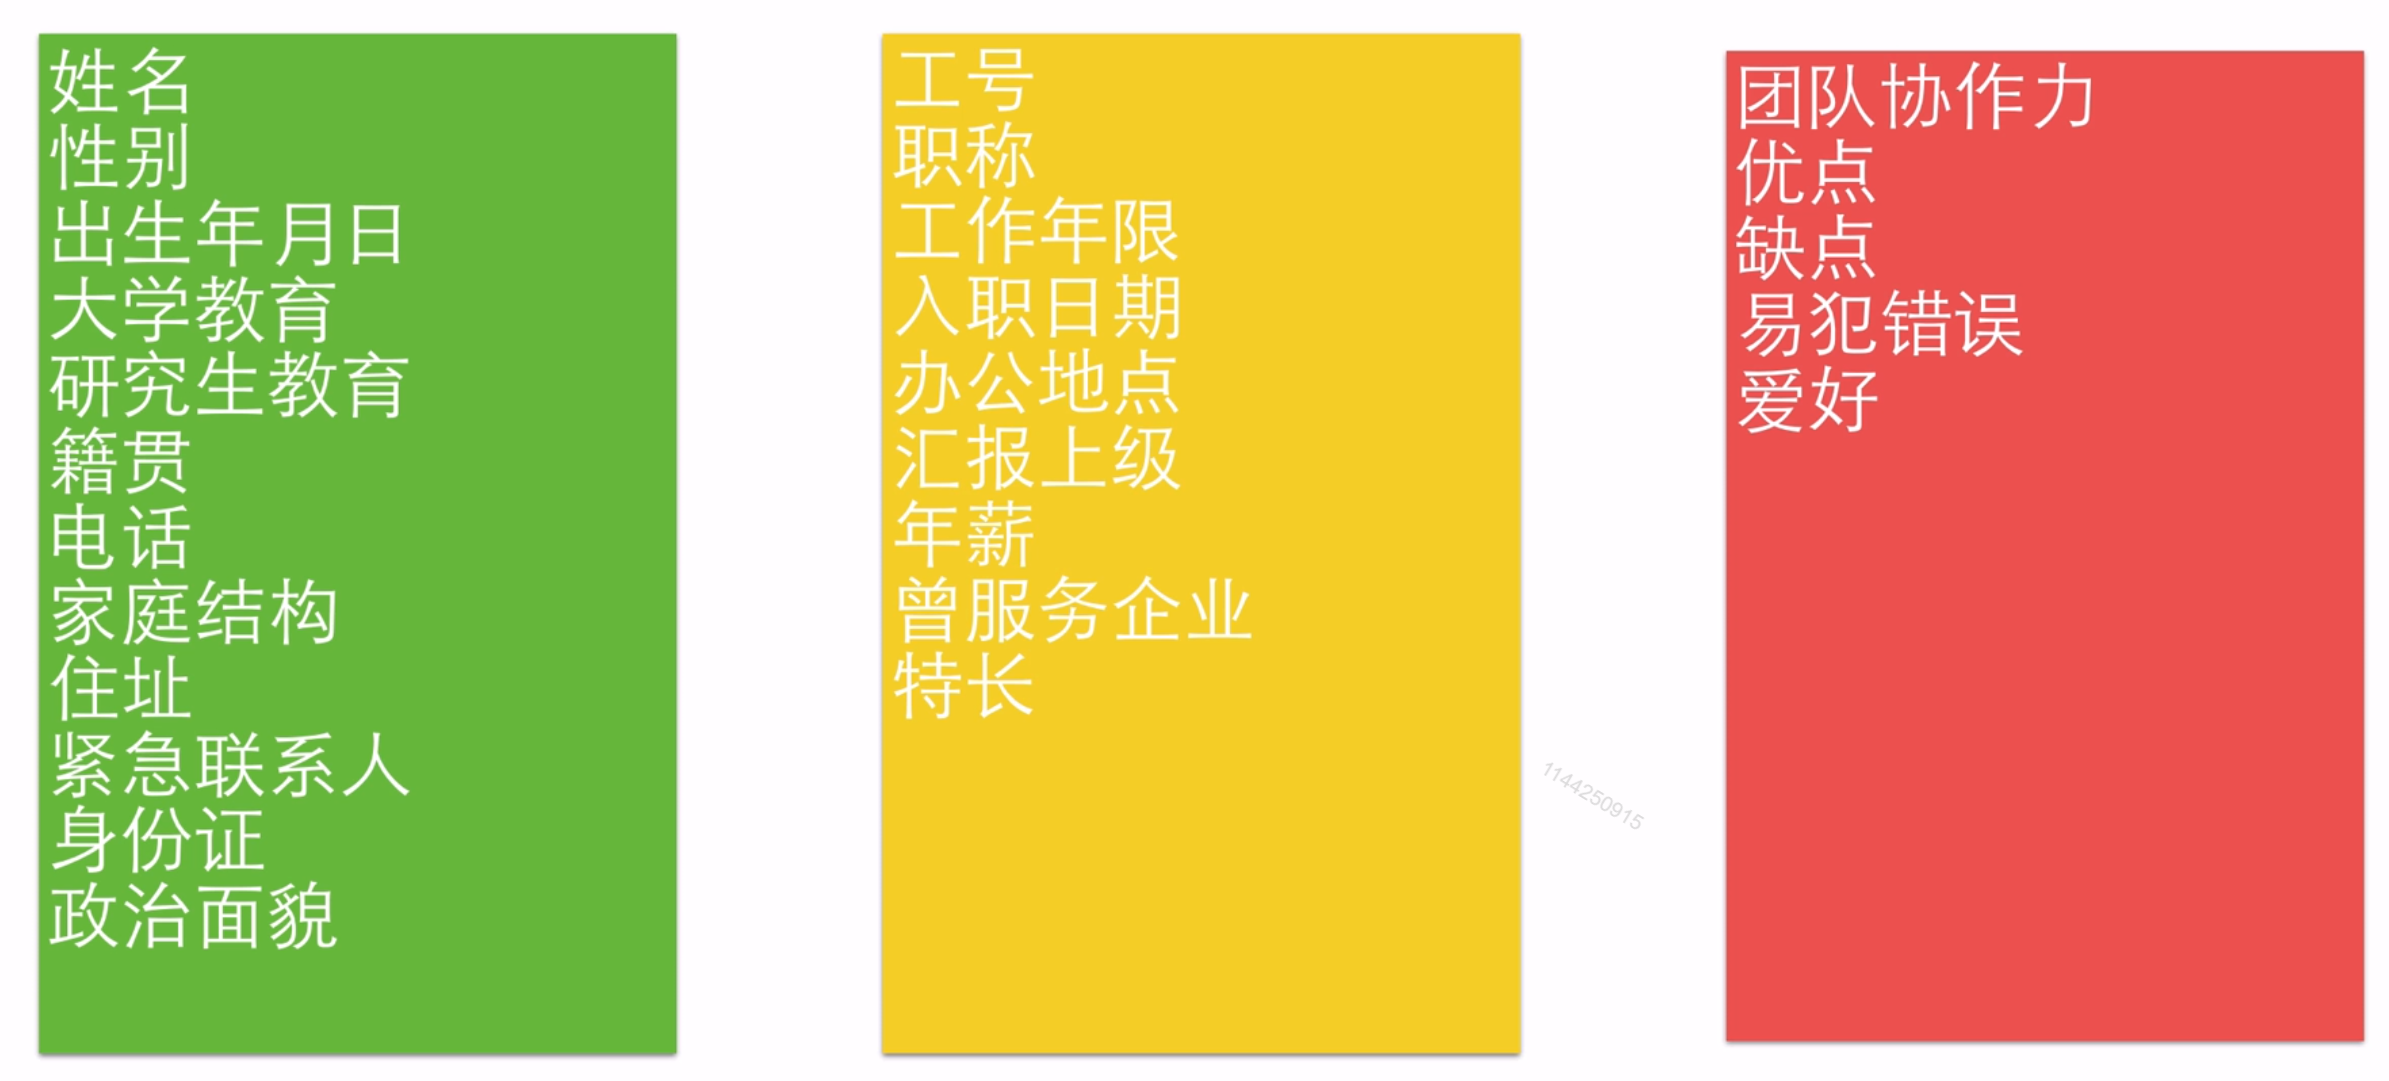 姓名
性别
出生年月日
大学教育
研究生教育
籍贯
电话
家庭结构
住址
紧急联系人
身份证
政治面貌
工号
职称
工作年限
入职日期
办公地点
汇报上级
年薪
曾服务企业
特长
1144250915
团队协作力
优点
缺点
易犯错误
爱好